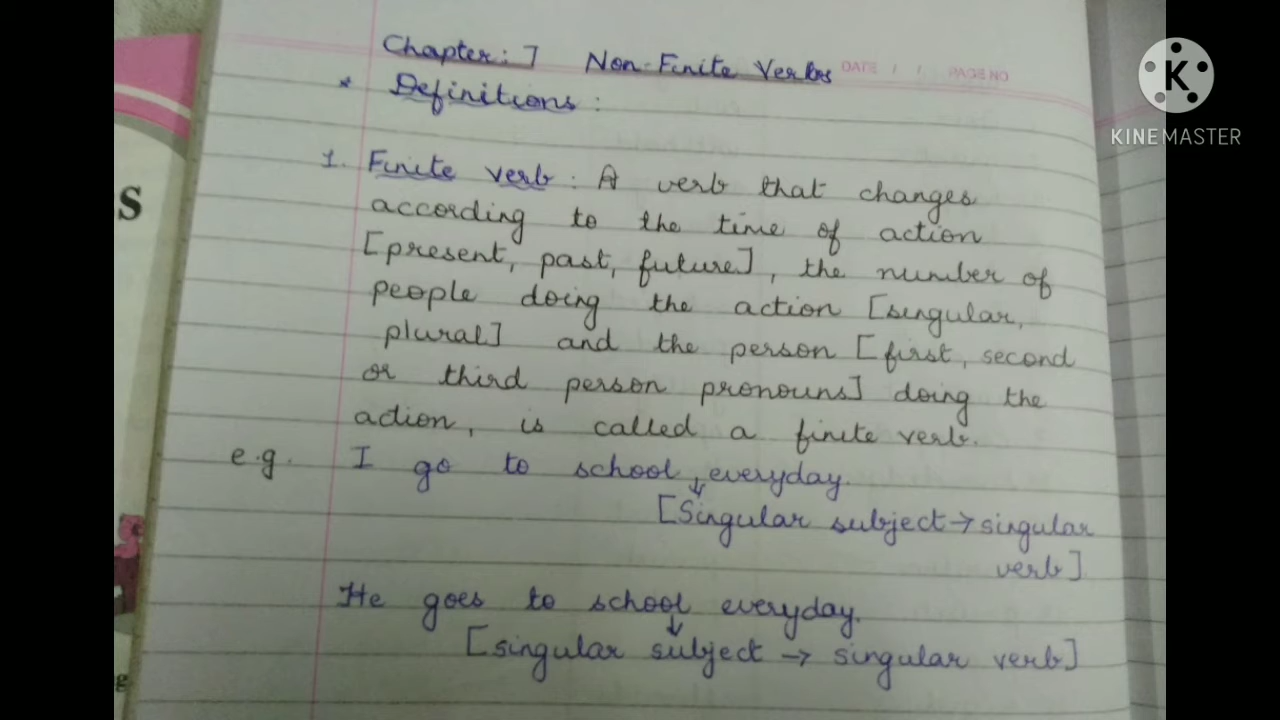 Chapter: 7 Non-Finite Verbs
DATE / / PAGE NO
* Definitions :
1. Finite verb : A verb that changes
according to the time of action
[present, past, future], the number of
people doing the action [singular,
plural] and the person [first, second
or third person pronouns] doing the
action, is called a finite verb.
e.g. I go to school everyday.
↓
[Singular subject → singular
verb]
He goes to school everyday.
↓
[singular subject → singular verb]
S
K
KINEMASTER